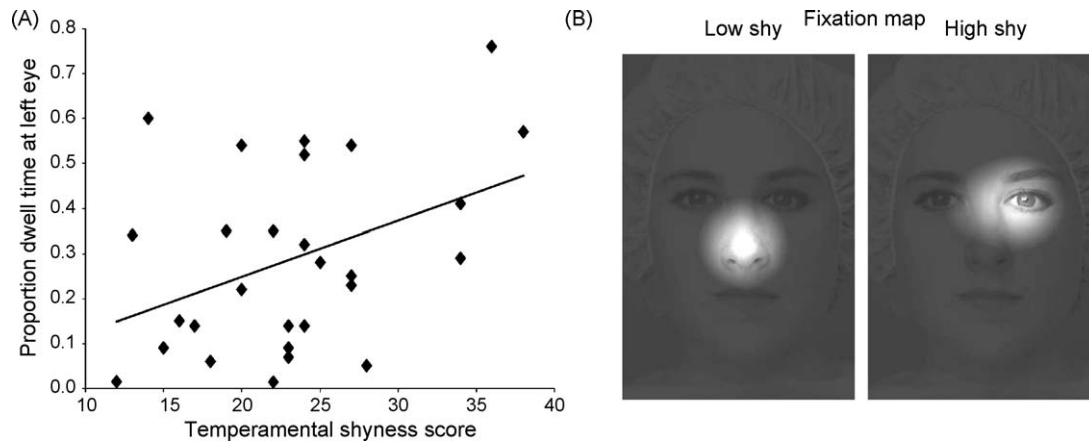 (A)
Proportion dwell time at left eye
0.8
0.7
0.6
0.5
0.4
0.3
0.2
0.1
0.0
10 15 20 25 30 35 40
Temperamental shyness score
(B)
Fixation map
Low shy
High shy